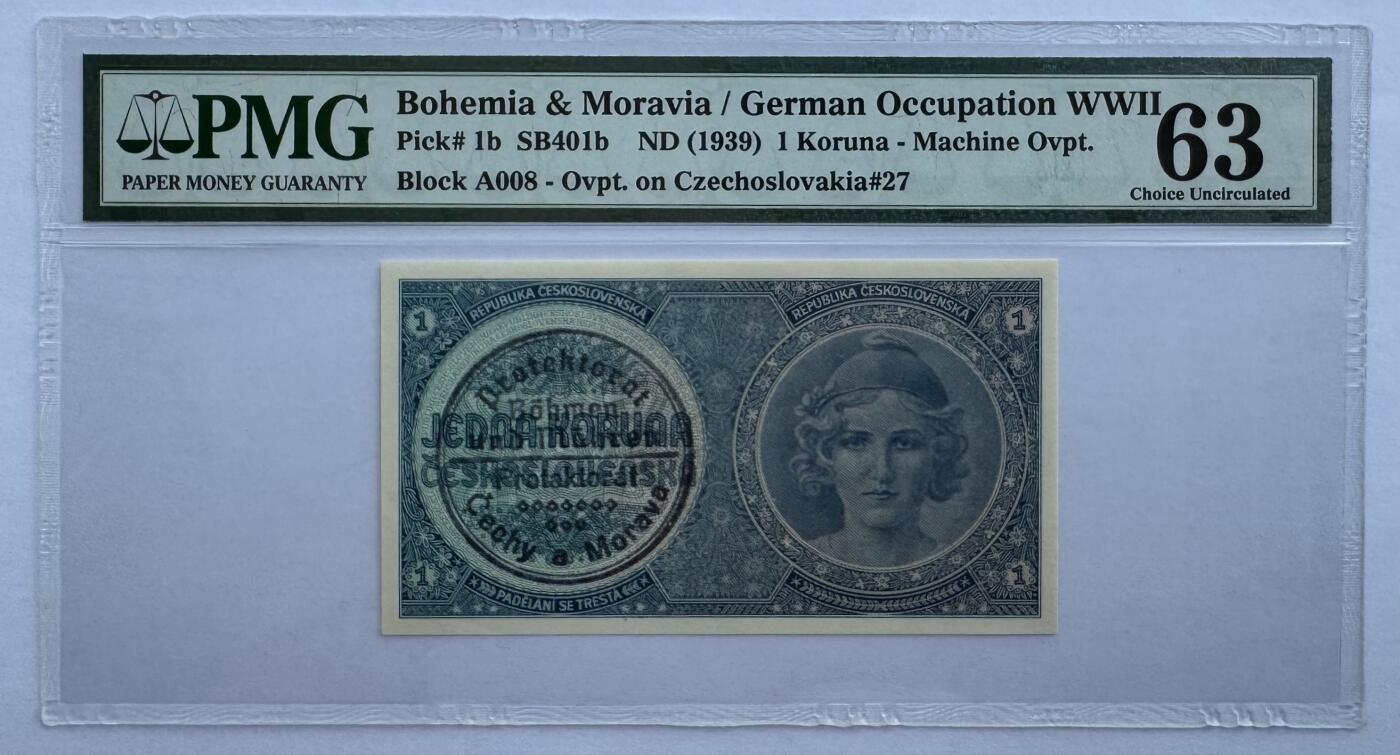 PMG
PAPER MONEY GUARANTY
Bohemia & Moravia / German Occupation WWII
Pick# 1b SB401b ND (1939) 1 Koruna - Machine Ovpt.
Block A008 - Ovpt. on Czechoslovakia#27
63
Choice Uncirculated
REPUBLIKA ČESKOSLOVENSKÁ
REPUBLIKA ČESKOSLOVENSKÁ
1
1
Protektorat
Böhmen
JEDNA KORUNA
und Mähren
ČESKOSLOVENSKÁ
Protektorát
Čechy a Morava
1
1
PADĚLÁNÍ SE TRESTÁ